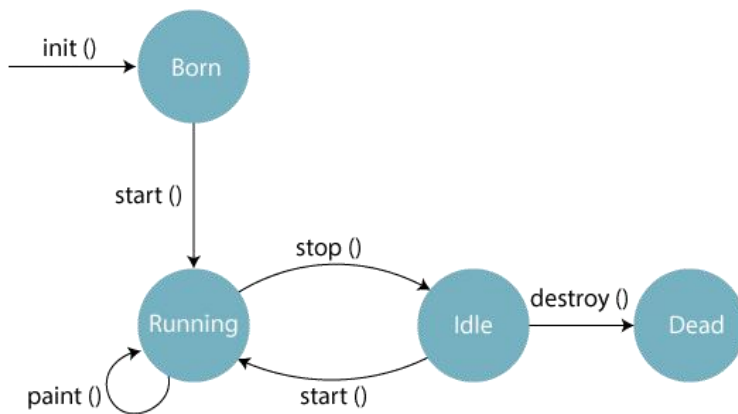 init ()
Born
start ()
stop ()
Running
Idle
destroy ()
Dead
paint ()
start ()